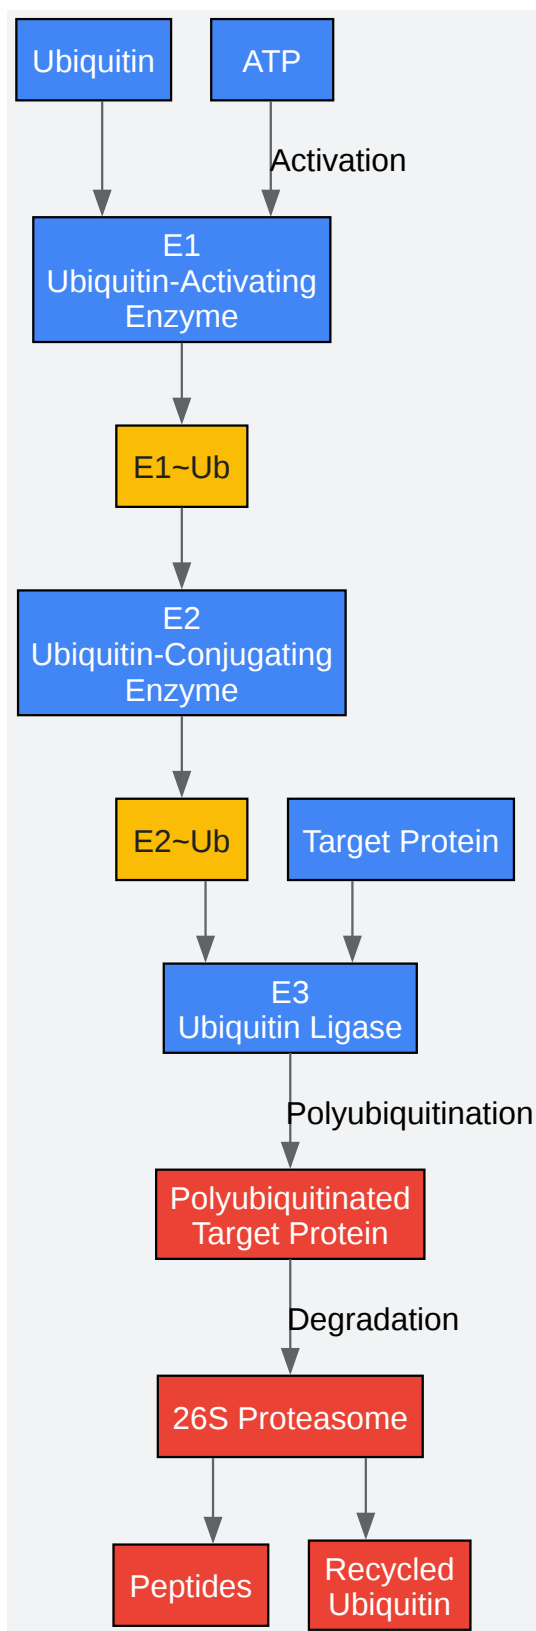 Ubiquitin
ATP
Activation
E1
Ubiquitin-Activating
Enzyme
E1~Ub
E2
Ubiquitin-Conjugating
Enzyme
E2~Ub
Target Protein
E3
Ubiquitin Ligase
Polyubiquitination
Polyubiquitinated
Target Protein
Degradation
26S Proteasome
Peptides
Recycled
Ubiquitin